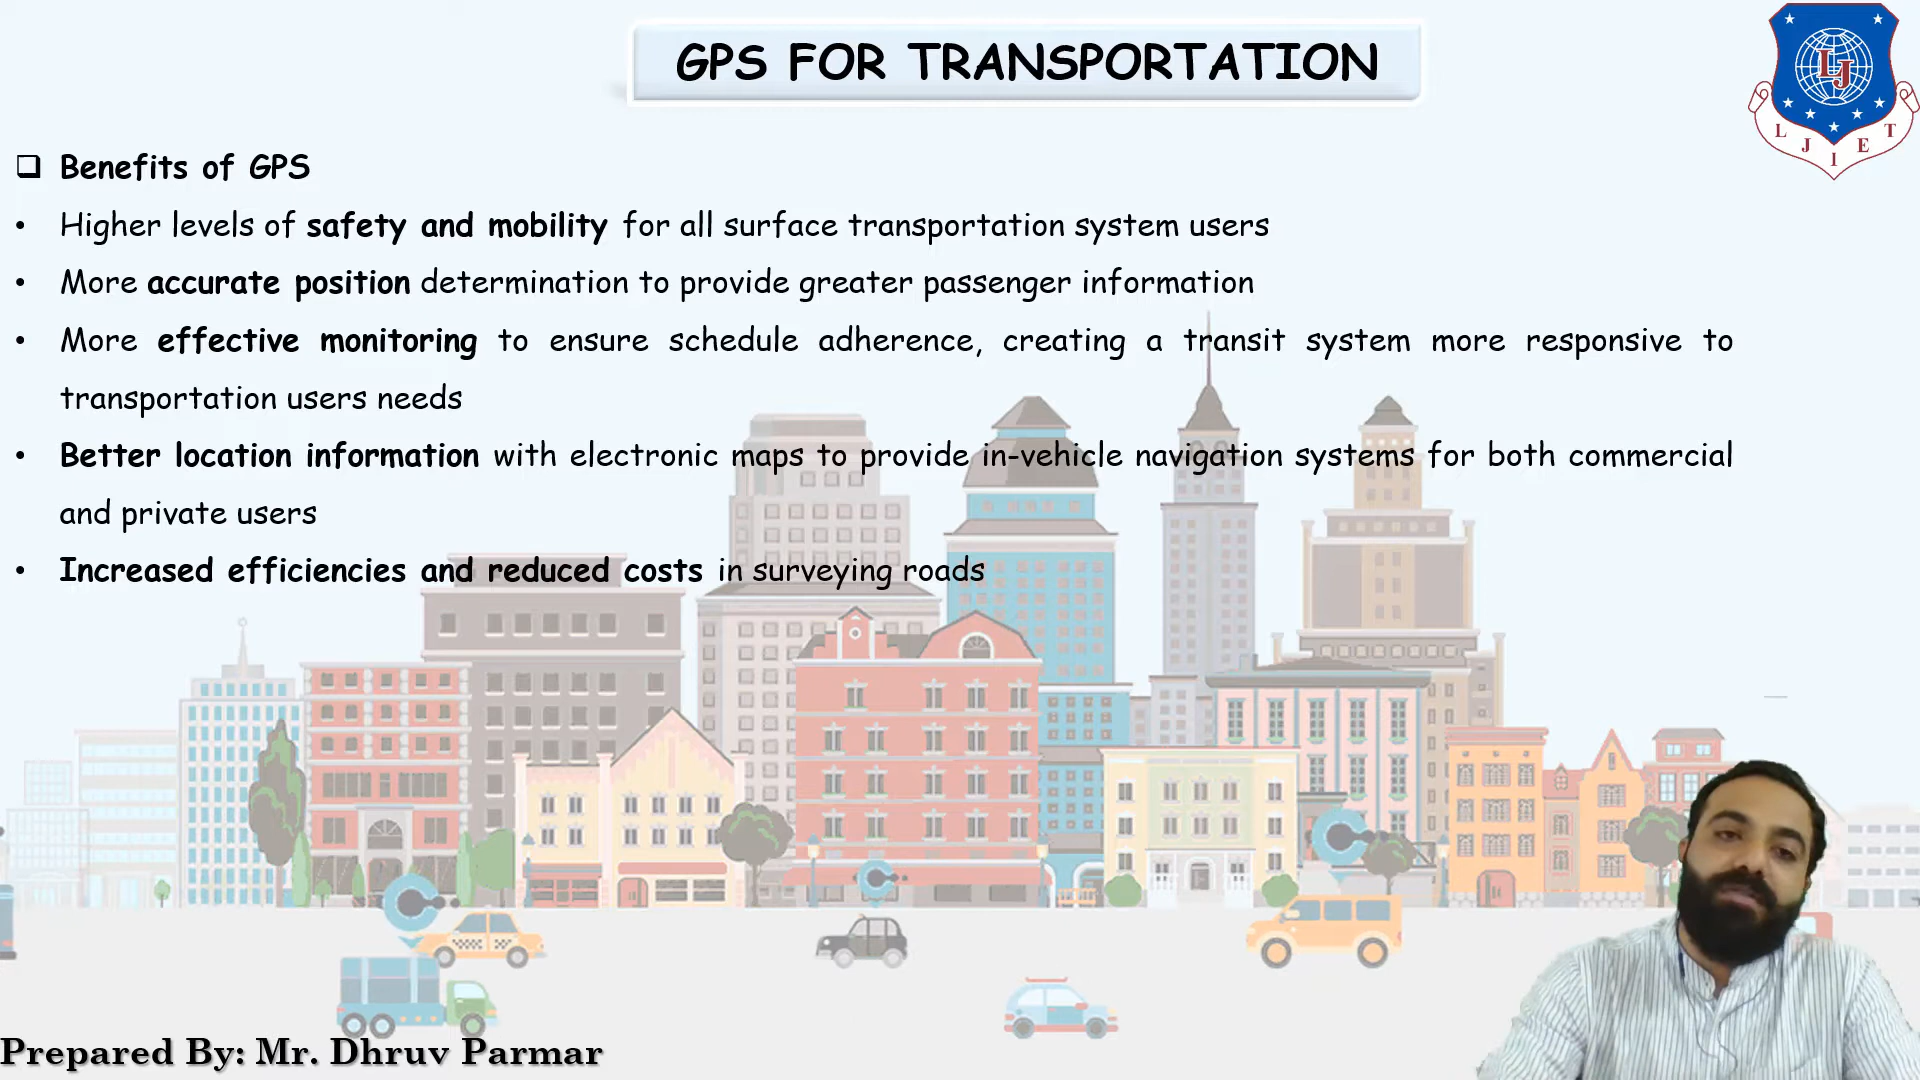 GPS FOR TRANSPORTATION
LJ
L J I E T
❑ Benefits of GPS
• Higher levels of safety and mobility for all surface transportation system users
• More accurate position determination to provide greater passenger information
• More effective monitoring to ensure schedule adherence, creating a transit system more responsive to
transportation users needs
• Better location information with electronic maps to provide in-vehicle navigation systems for both commercial
and private users
• Increased efficiencies and reduced costs in surveying roads
Prepared By: Mr. Dhruv Parmar